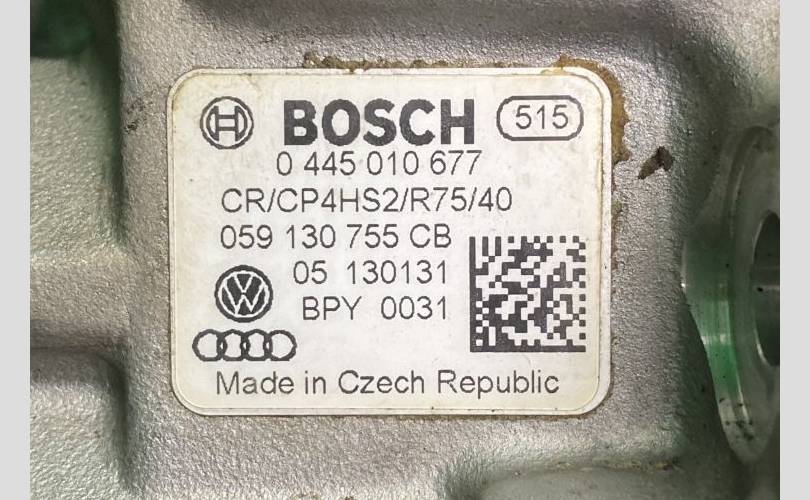 BOSCH 515
0 445 010 677
CR/CP4HS2/R75/40
059 130 755 CB
05 130131
BPY 0031
Made in Czech Republic